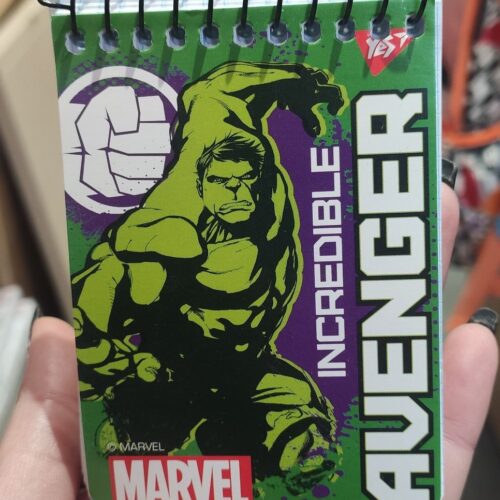 YES
INCREDIBLE
AVENGER
© MARVEL
MARVEL